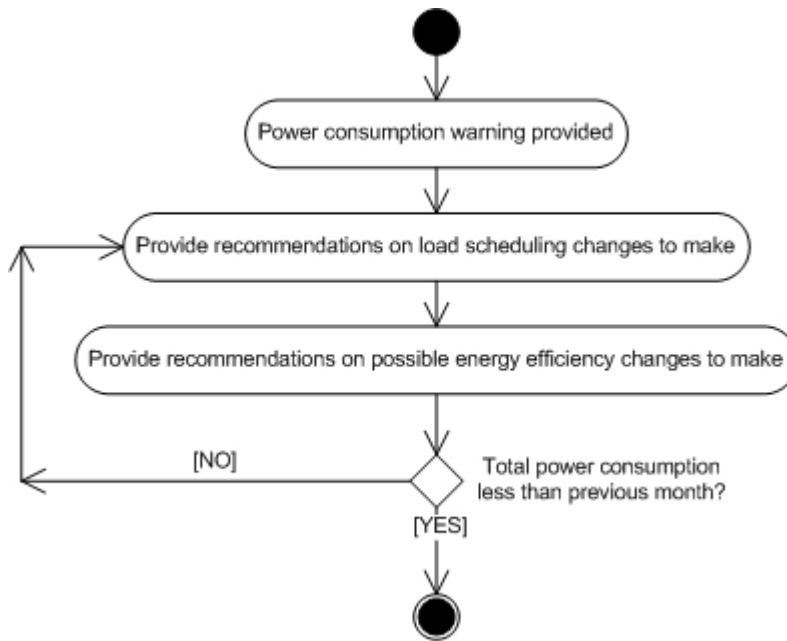 Power consumption warning provided
Provide recommendations on load scheduling changes to make
Provide recommendations on possible energy efficiency changes to make
[NO]
Total power consumption
less than previous month?
[YES]